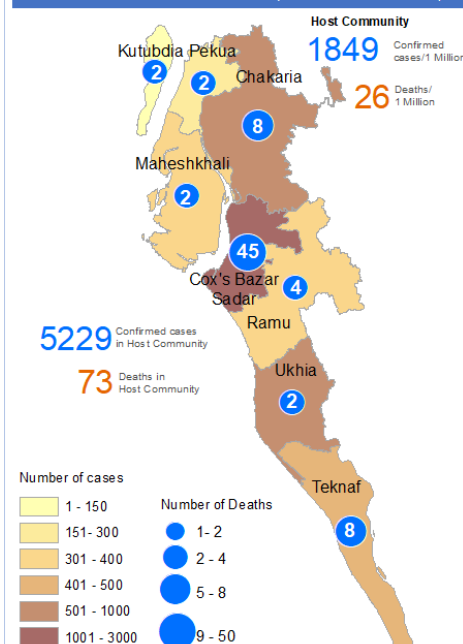 Host Community
1849 Confirmed cases/1 Million
26 Deaths/ 1 Million
Kutubdia
2
Pekua
2
Chakaria
8
Maheshkhali
2
45
Cox's Bazar
Sadar
4
Ramu
5229 Confirmed cases in Host Community
73 Deaths in Host Community
Ukhia
2
Teknaf
8
Number of cases
1 - 150
151- 300
301 - 400
401 - 500
501 - 1000
1001 - 3000
Number of Deaths
1- 2
2 - 4
5 - 8
9 - 50